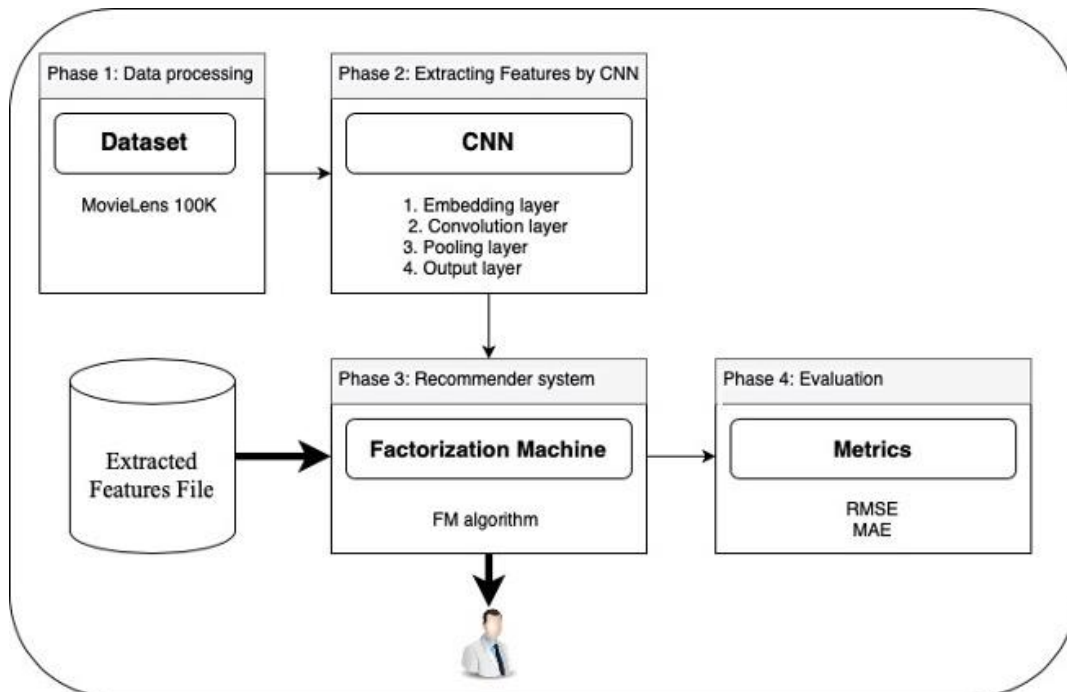 Phase 1: Data processing
Dataset
MovieLens 100K
Phase 2: Extracting Features by CNN
CNN
1. Embedding layer
2. Convolution layer
3. Pooling layer
4. Output layer
Extracted
Features File
Phase 3: Recommender system
Factorization Machine
FM algorithm
Phase 4: Evaluation
Metrics
RMSE
MAE